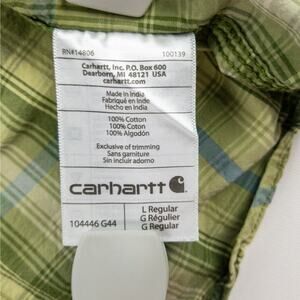 RN#14806 100139
Carhartt, Inc. P.O. Box 600
Dearborn, MI 48121 USA
carhartt.com
Made in India
Fabriqué en Inde
Hecho en India
100% Cotton
100% Coton
100% Algodón
Exclusive of trimming
Sans garniture
Sin incluir adorno
carhartt
L Regular
104446 G44 G Régulier
G Regular